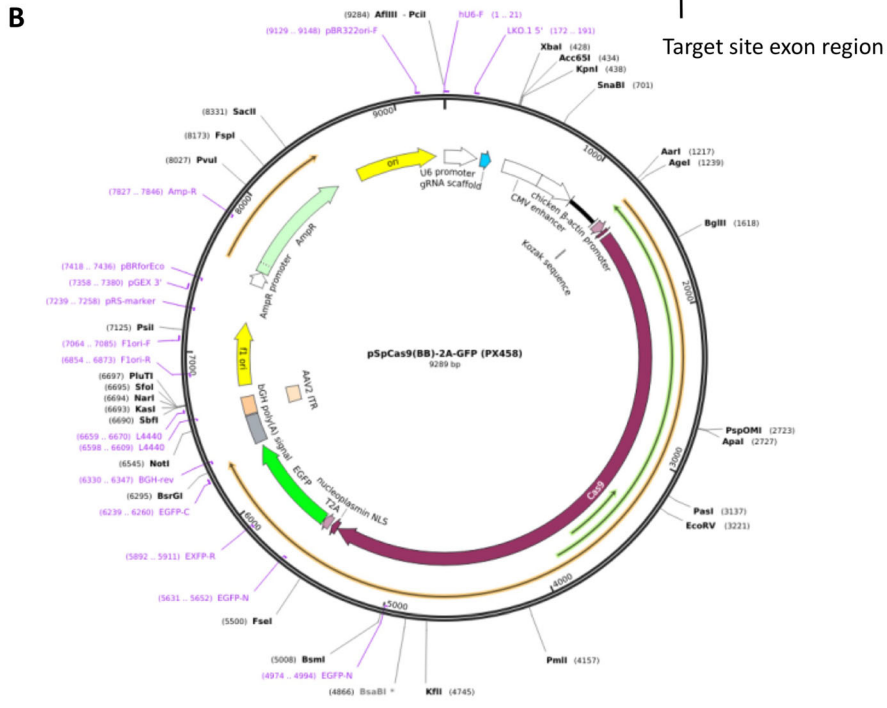 B
Target site exon region
(9284) AflIII - PciI
hU6-F (1 .. 21)
(9129 .. 9148) pBR322ori-F
LKO.1 5' (172 .. 191)
XbaI (428)
Acc65I (434)
KpnI (438)
SnaBI (701)
AarI (1217)
AgeI (1239)
BglII (1618)
PspOMI (2723)
ApaI (2727)
PasI (3137)
EcoRV (3221)
PmlI (4157)
KflI (4745)
(4866) BsaBI *
(4974 .. 4994) EGFP-N
(5008) BsmI
(5500) FseI
(5631 .. 5652) EGFP-N
(5892 .. 5911) EXFP-R
(6239 .. 6260) EGFP-C
(6295) BsrGI
(6330 .. 6347) BGH-rev
(6545) NotI
(6598 .. 6609) L4440
(6659 .. 6670) L4440
(6690) SbfI
(6693) KasI
(6694) NarI
(6695) SfoI
(6697) PluTI
(6854 .. 6873) F1ori-R
(7064 .. 7085) F1ori-F
(7125) PsiI
(7239 .. 7258) pRS-marker
(7358 .. 7380) pGEX 3'
(7418 .. 7436) pBRforEco
(7827 .. 7846) Amp-R
(8027) PvuI
(8173) FspI
(8331) SacII
1000
2000
3000
4000
5000
6000
7000
8000
9000
ori
U6 promoter
gRNA scaffold
CMV enhancer
chicken β-actin promoter
Kozak sequence
Cas9
nucleoplasmin NLS
T2A
EGFP
bGH poly(A) signal
AAV2 ITR
f1 ori
AmpR promoter
AmpR
pSpCas9(BB)-2A-GFP (PX458)
9289 bp